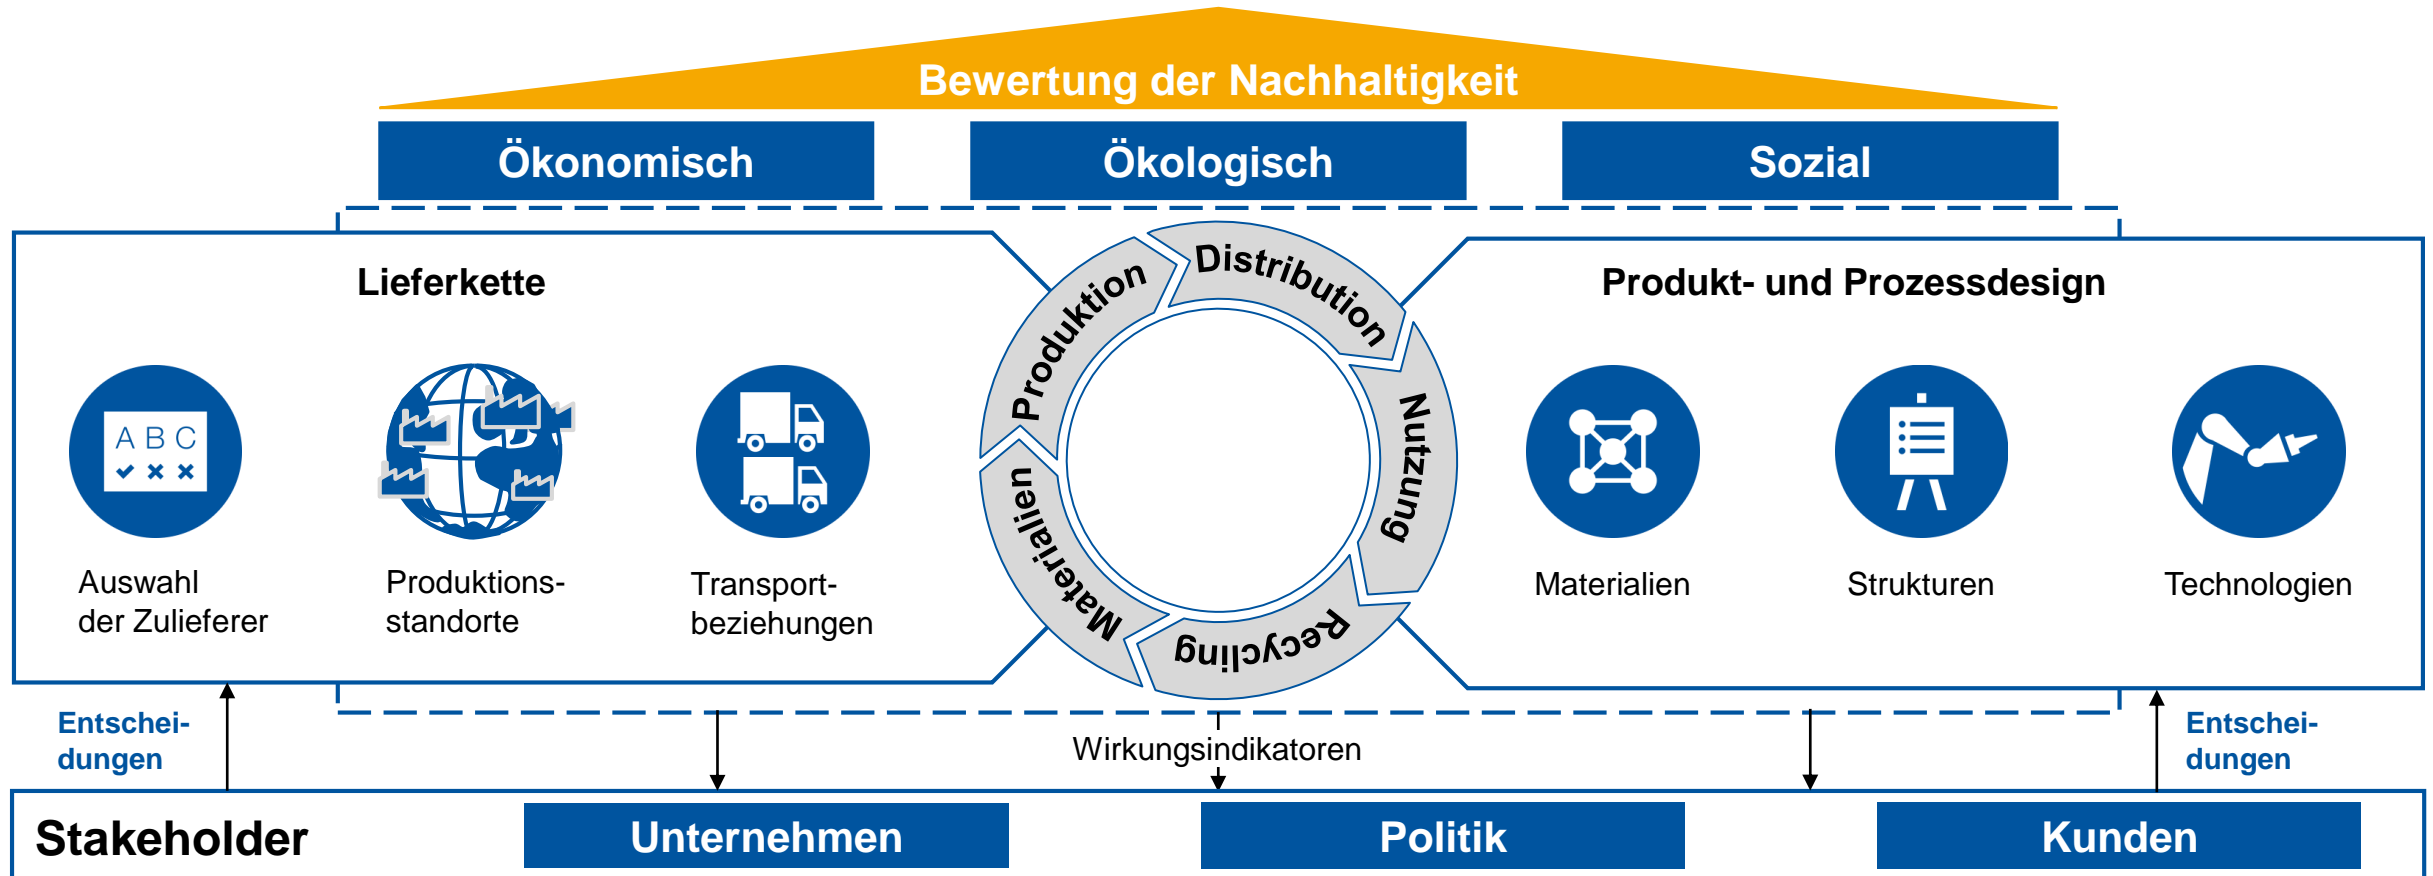 Bewertung der Nachhaltigkeit
Ökonomisch
Ökologisch
Sozial
Lieferkette
A B C
Auswahl
der Zulieferer
Produktions-
standorte
Transport-
beziehungen
Produktion
Distribution
Nutzung
Recycling
Materialien
Produkt- und Prozessdesign
Materialien
Strukturen
Technologien
Entschei-
dungen
Wirkungsindikatoren
Entschei-
dungen
Stakeholder
Unternehmen
Politik
Kunden